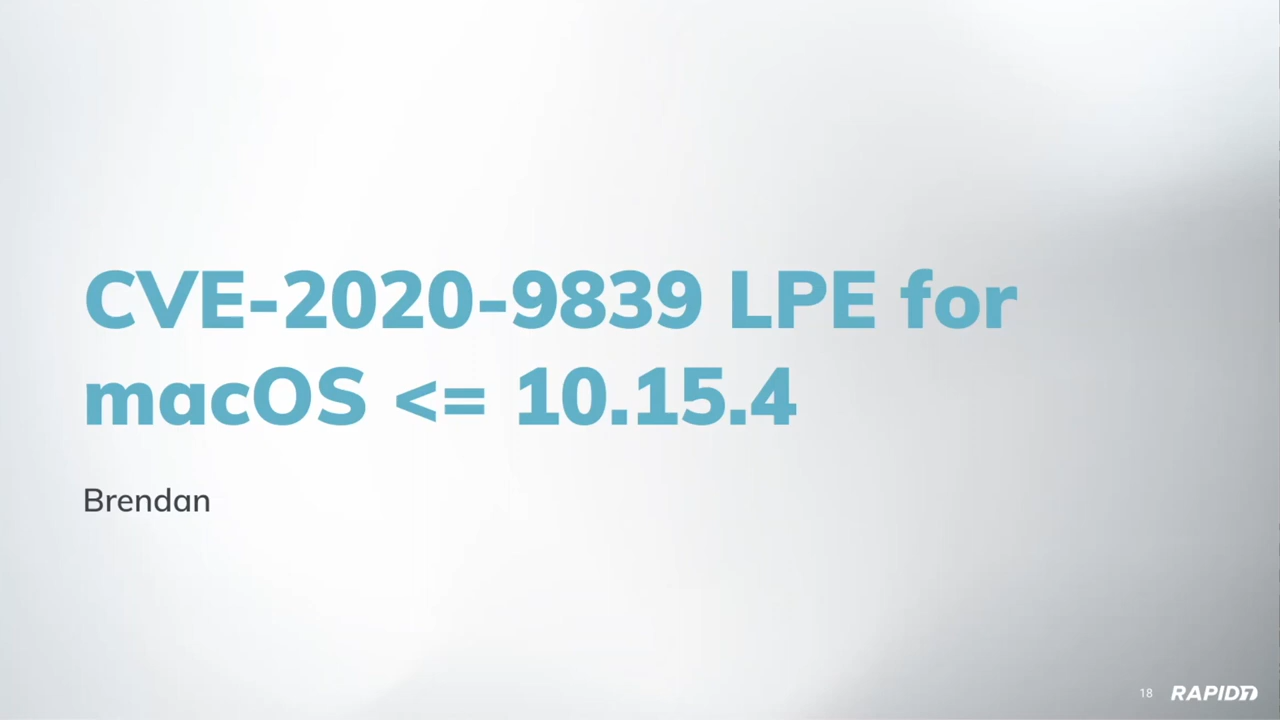 CVE-2020-9839 LPE for
macOS <= 10.15.4
Brendan
18 RAPID7